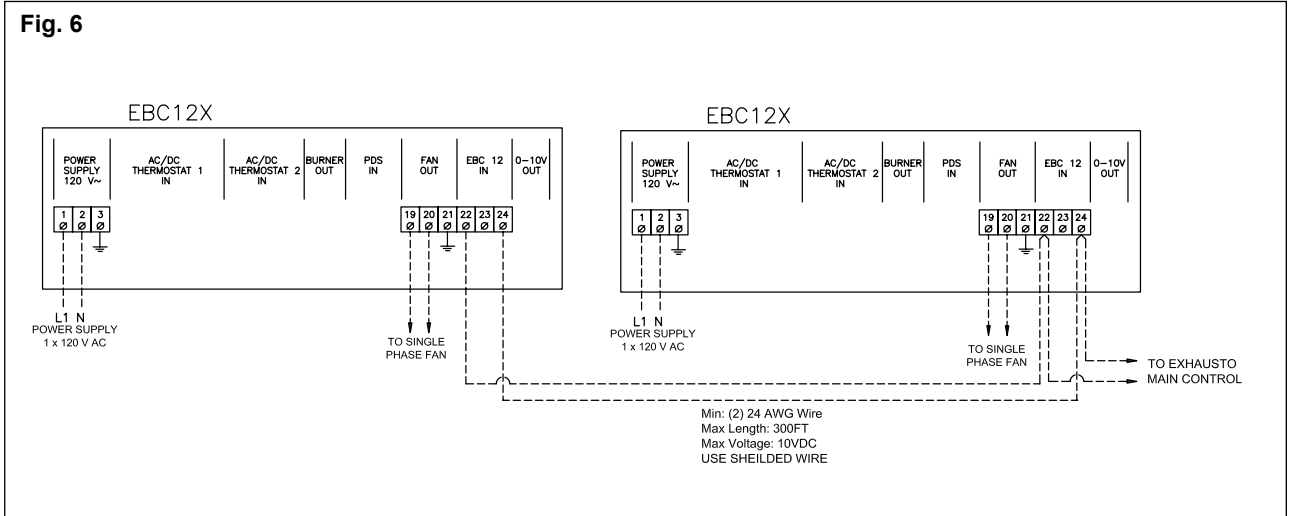 Fig. 6
EBC12X
POWER SUPPLY 120 V~
AC/DC THERMOSTAT 1 IN
AC/DC THERMOSTAT 2 IN
BURNER OUT
PDS IN
FAN OUT
EBC 12 IN
0-10V OUT
1 2 3
19 20 21 22 23 24
L1 N
POWER SUPPLY
1 x 120 V AC
TO SINGLE
PHASE FAN
EBC12X
POWER SUPPLY 120 V~
AC/DC THERMOSTAT 1 IN
AC/DC THERMOSTAT 2 IN
BURNER OUT
PDS IN
FAN OUT
EBC 12 IN
0-10V OUT
1 2 3
19 20 21 22 23 24
L1 N
POWER SUPPLY
1 x 120 V AC
TO SINGLE
PHASE FAN
TO EXHAUSTO
MAIN CONTROL
Min: (2) 24 AWG Wire
Max Length: 300FT
Max Voltage: 10VDC
USE SHEILDED WIRE